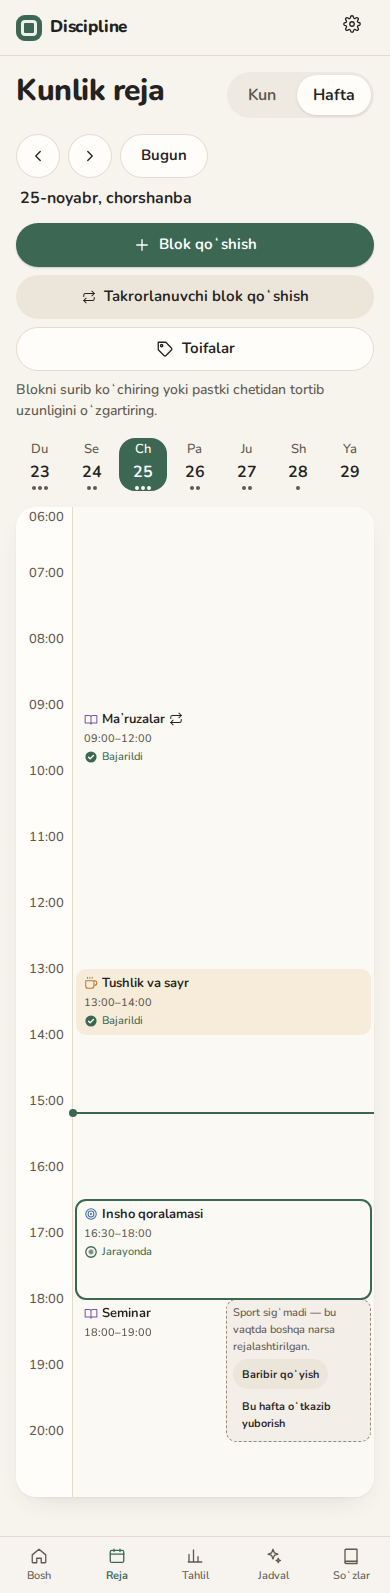 Discipline
Kunlik reja
Kun Hafta
Bugun
25-noyabr, chorshanba
Blok qoʻshish
Takrorlanuvchi blok qoʻshish
Toifalar
Blokni surib koʻchiring yoki pastki chetidan tortib
uzunligini oʻzgartiring.
Du Se Ch Pa Ju Sh Ya
23 24 25 26 27 28 29
06:00
07:00
08:00
09:00
Maʼruzalar
09:00–12:00
Bajarildi
10:00
11:00
12:00
13:00
Tushlik va sayr
13:00–14:00
Bajarildi
14:00
15:00
16:00
Insho qoralamasi
17:00
16:30–18:00
Jarayonda
18:00
Seminar
18:00–19:00
Sport sigʻmadi — bu
vaqtda boshqa narsa
rejalashtirilgan.
19:00
Baribir qoʻyish
Bu hafta oʻtkazib
yuborish
20:00
Bosh Reja Tahlil Jadval Soʻzlar